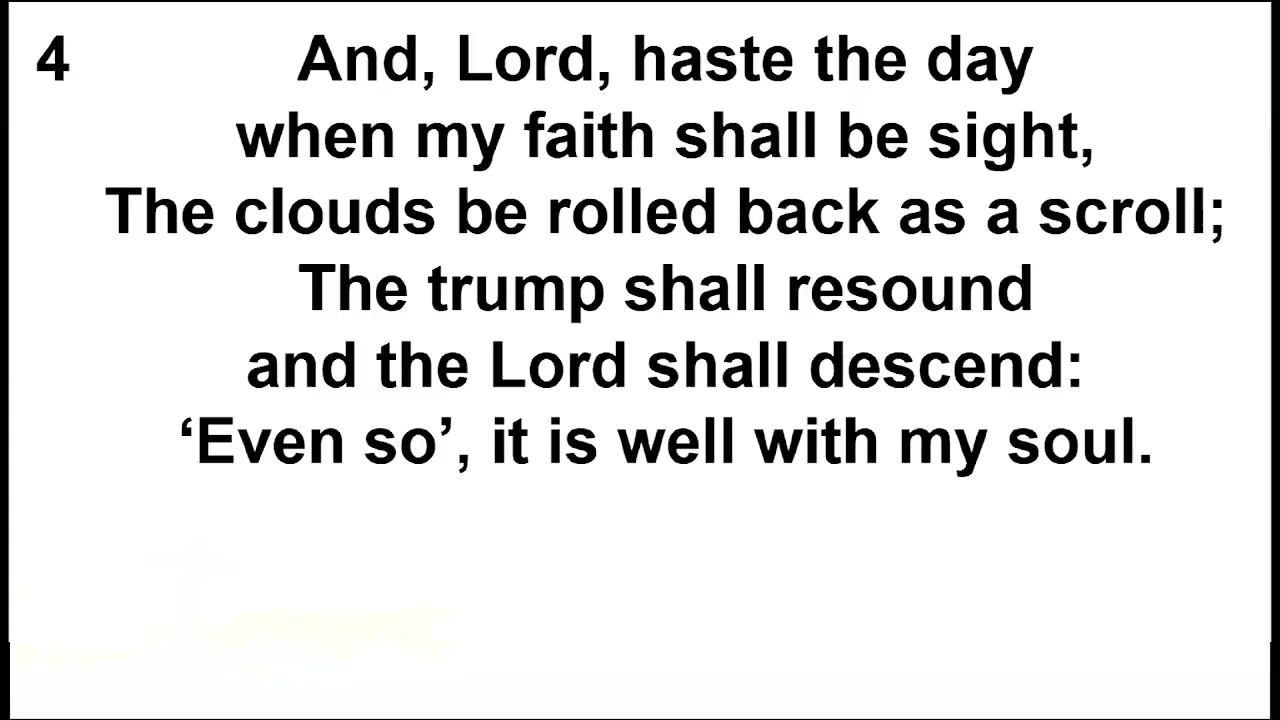 4 And, Lord, haste the day
when my faith shall be sight,
The clouds be rolled back as a scroll;
The trump shall resound
and the Lord shall descend:
‘Even so’, it is well with my soul.